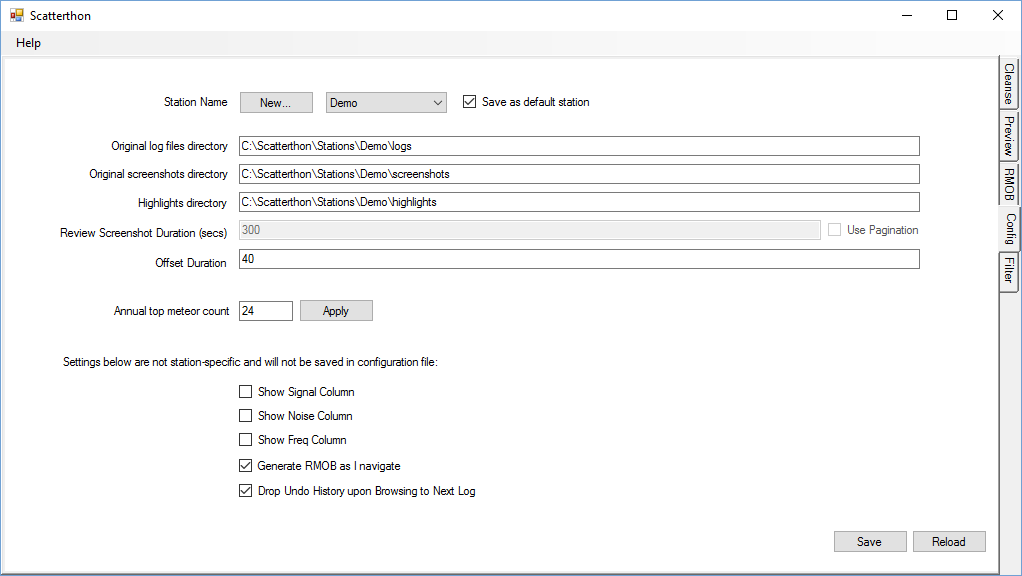 Scatterthon
Help
Station Name New... Demo Save as default station
Original log files directory C:\Scatterthon\Stations\Demo\logs
Original screenshots directory C:\Scatterthon\Stations\Demo\screenshots
Highlights directory C:\Scatterthon\Stations\Demo\highlights
Review Screenshot Duration (secs) 300 Use Pagination
Offset Duration 40
Annual top meteor count 24 Apply
Settings below are not station-specific and will not be saved in configuration file:
Show Signal Column
Show Noise Column
Show Freq Column
Generate RMOB as I navigate
Drop Undo History upon Browsing to Next Log
Save Reload
Cleanse
Preview
RMOB
Config
Filter